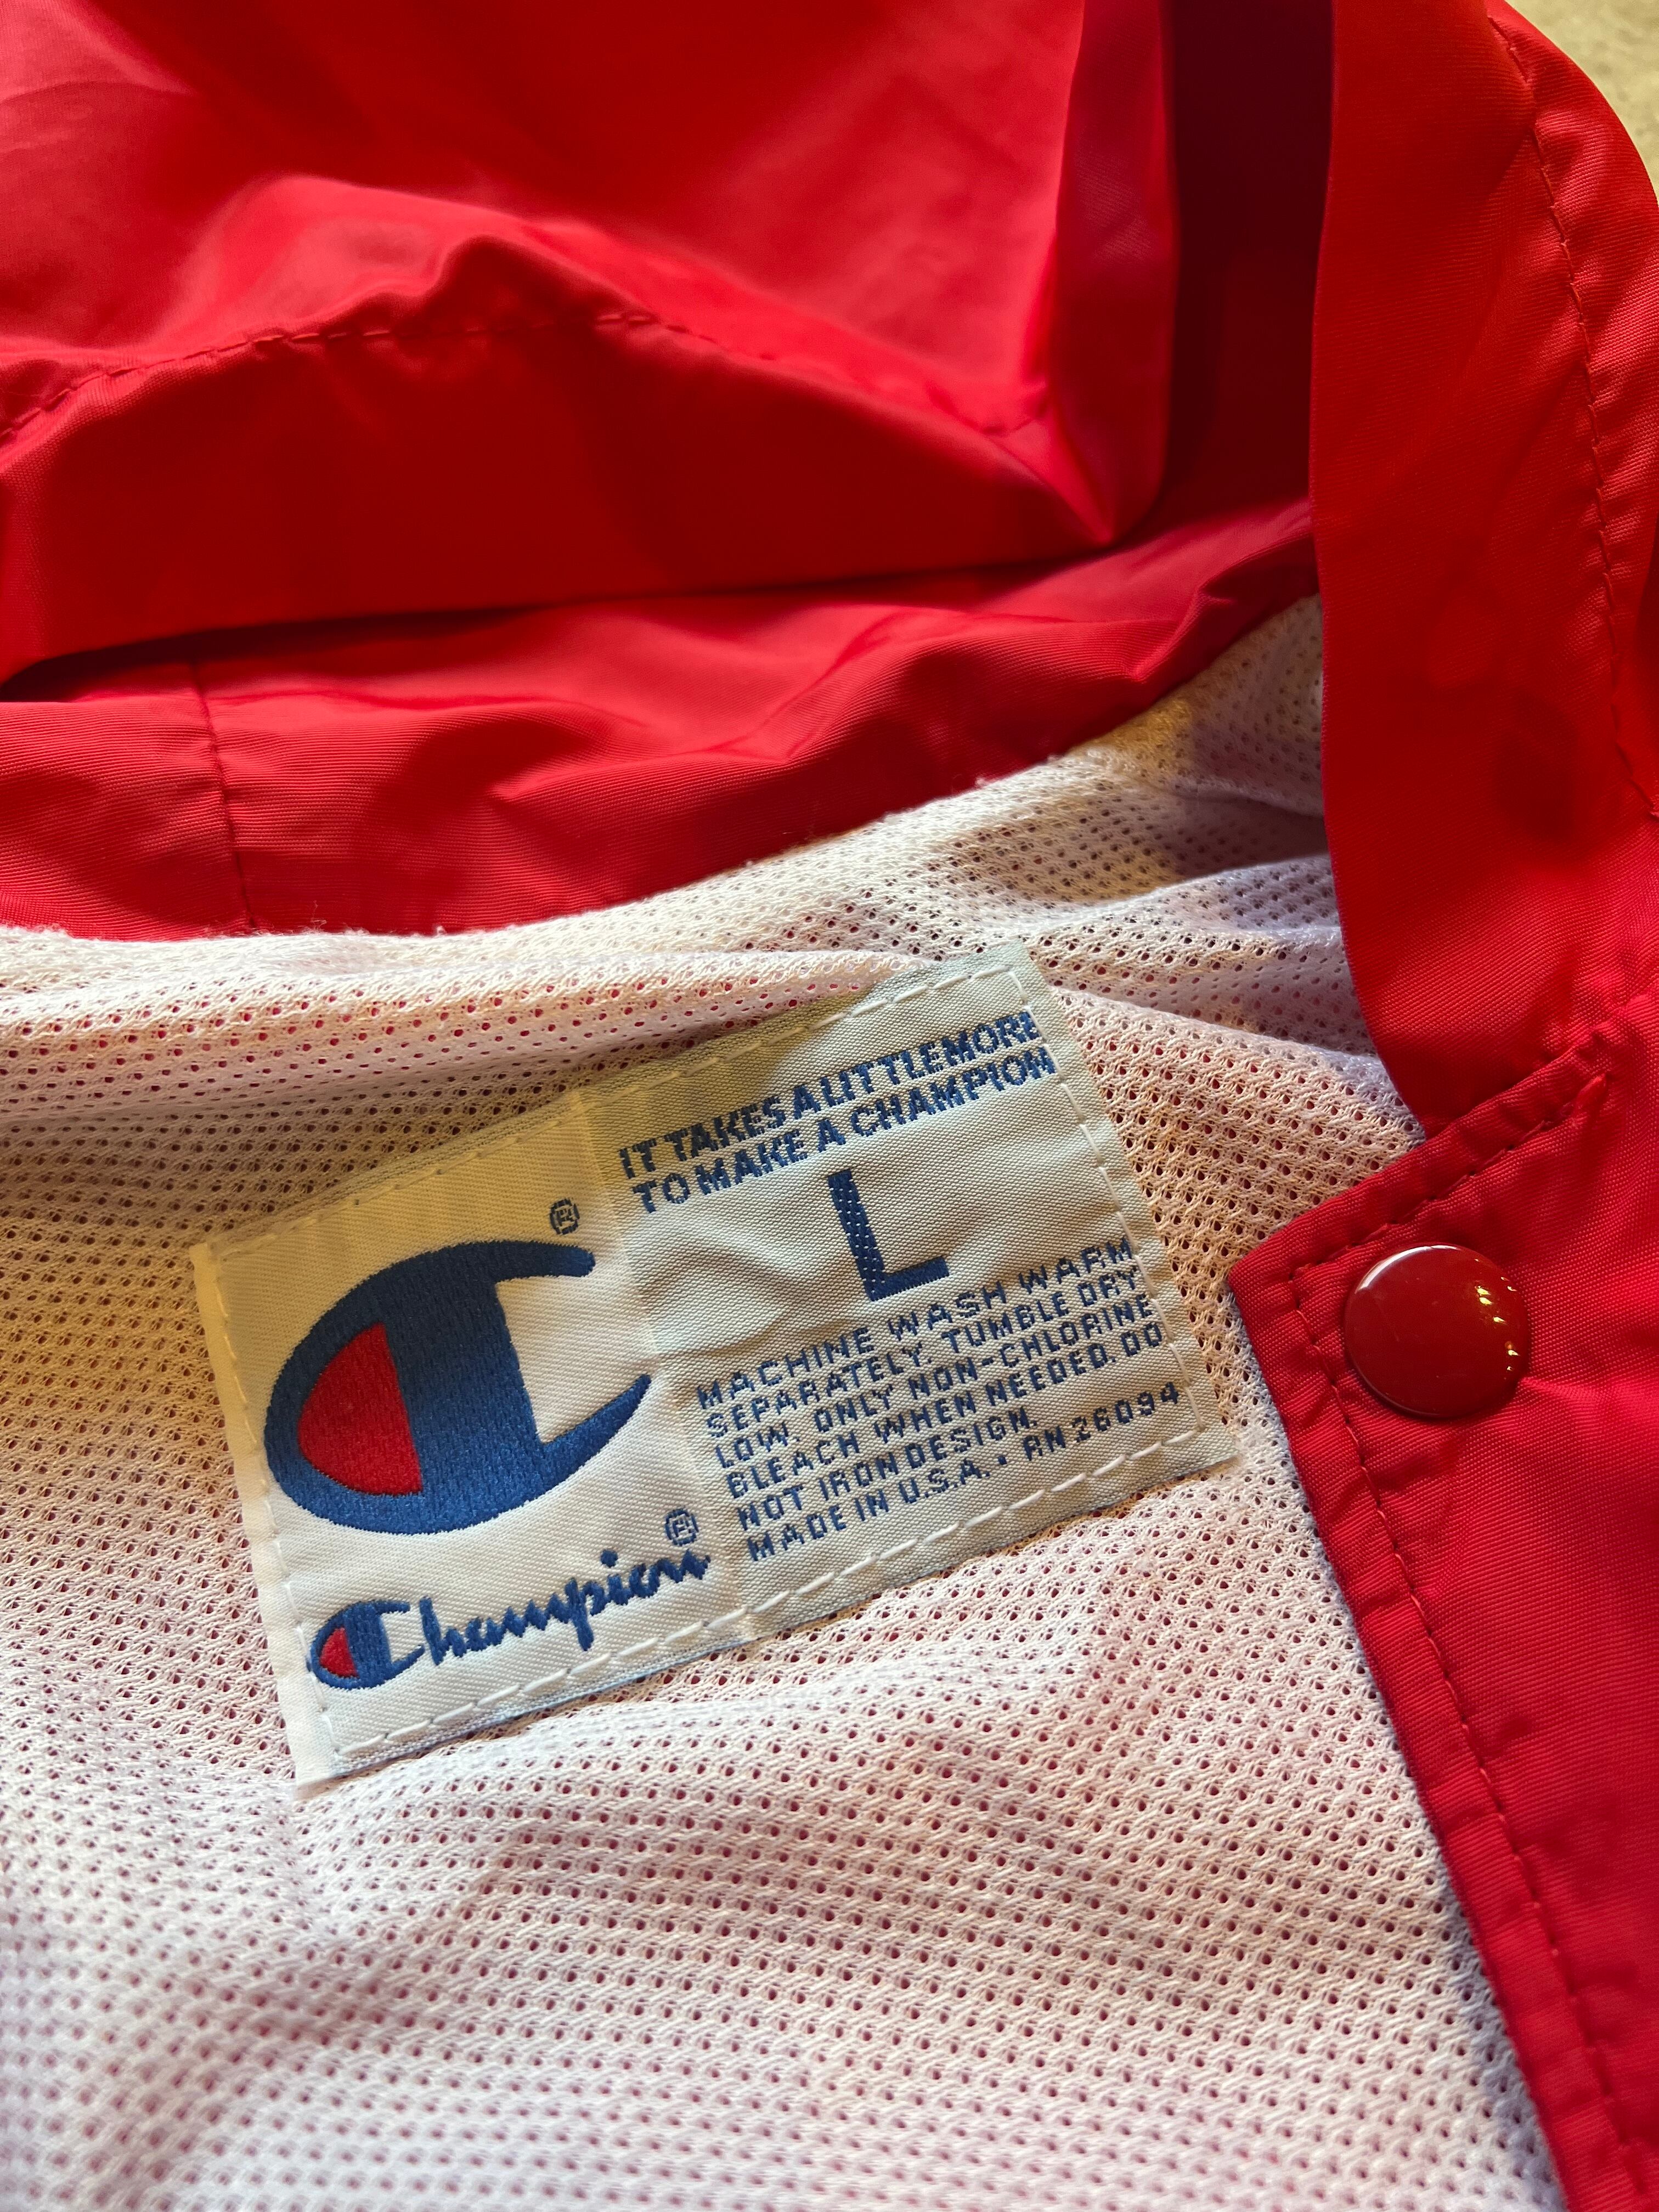 ®
Champion®
IT TAKES A LITTLE MORE
TO MAKE A CHAMPION
L
MACHINE WASH WARM
SEPARATELY. TUMBLE DRY
LOW. ONLY NON-CHLORINE
BLEACH WHEN NEEDED. DO
NOT IRON DESIGN.
MADE IN U.S.A. • RN 26094